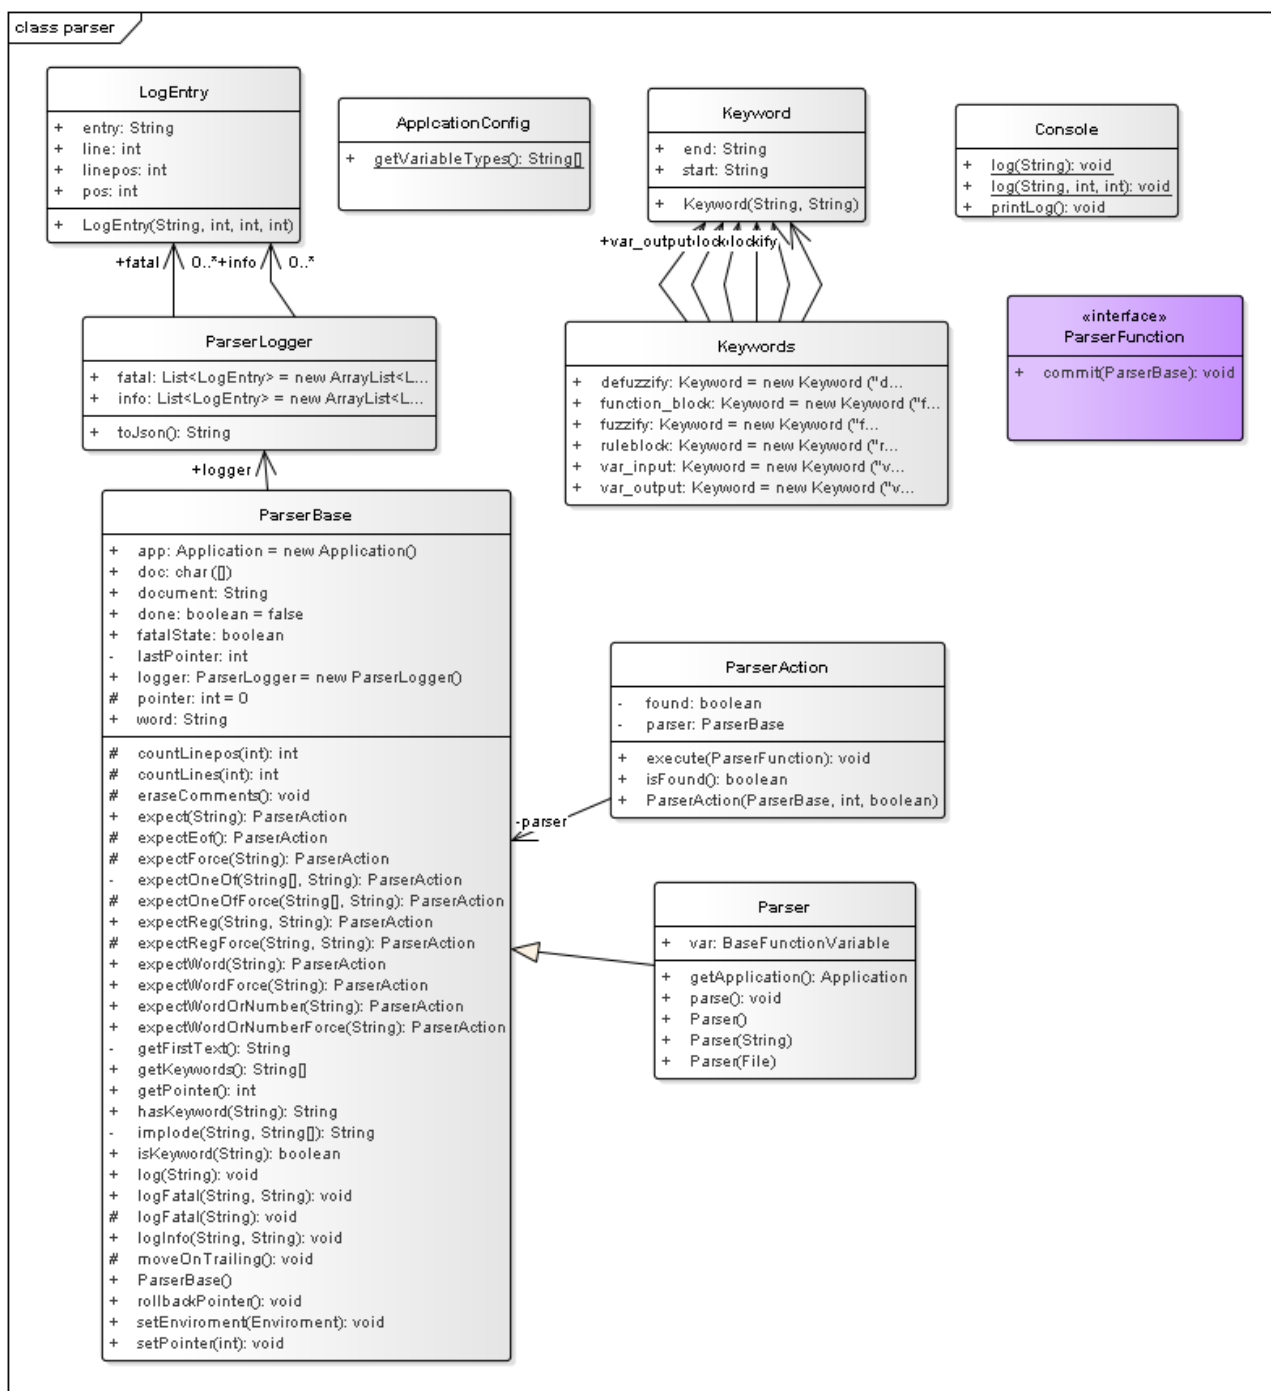 class parser
LogEntry
+ entry: String
+ line: int
+ linepos: int
+ pos: int
+ LogEntry(String, int, int, int)
ApplcationConfig
+ getVariableTypes(): String[]
Keyword
+ end: String
+ start: String
+ Keyword(String, String)
Console
+ log(String): void
+ log(String, int, int): void
+ printLog(): void
+fatal 0..*
+info 0..*
+var_output
ParserLogger
+ fatal: List<LogEntry> = new ArrayList<L...
+ info: List<LogEntry> = new ArrayList<L...
+ toJson(): String
Keywords
+ defuzzify: Keyword = new Keyword ("d...
+ function_block: Keyword = new Keyword ("f...
+ fuzzify: Keyword = new Keyword ("f...
+ ruleblock: Keyword = new Keyword ("r...
+ var_input: Keyword = new Keyword ("v...
+ var_output: Keyword = new Keyword ("v...
«interface»
ParserFunction
+ commit(ParserBase): void
+logger
ParserBase
+ app: Application = new Application()
+ doc: char ([])
+ document: String
+ done: boolean = false
+ fatalState: boolean
- lastPointer: int
+ logger: ParserLogger = new ParserLogger()
# pointer: int = 0
+ word: String
# countLinepos(int): int
# countLines(int): int
# eraseComments(): void
+ expect(String): ParserAction
# expectEof(): ParserAction
# expectForce(String): ParserAction
- expectOneOf(String[], String): ParserAction
# expectOneOfForce(String[], String): ParserAction
+ expectReg(String, String): ParserAction
# expectRegForce(String, String): ParserAction
+ expectWord(String): ParserAction
+ expectWordForce(String): ParserAction
+ expectWordOrNumber(String): ParserAction
+ expectWordOrNumberForce(String): ParserAction
- getFirstText(): String
+ getKeywords(): String[]
+ getPointer(): int
+ hasKeyword(String): String
- implode(String, String[]): String
+ isKeyword(String): boolean
+ log(String): void
+ logFatal(String, String): void
# logFatal(String): void
+ logInfo(String, String): void
# moveOnTrailing(): void
+ ParserBase()
+ rollbackPointer(): void
+ setEnviroment(Enviroment): void
+ setPointer(int): void
ParserAction
- found: boolean
- parser: ParserBase
+ execute(ParserFunction): void
+ isFound(): boolean
+ ParserAction(ParserBase, int, boolean)
-parser
Parser
+ var: BaseFunctionVariable
+ getApplication(): Application
+ parse(): void
+ Parser()
+ Parser(String)
+ Parser(File)